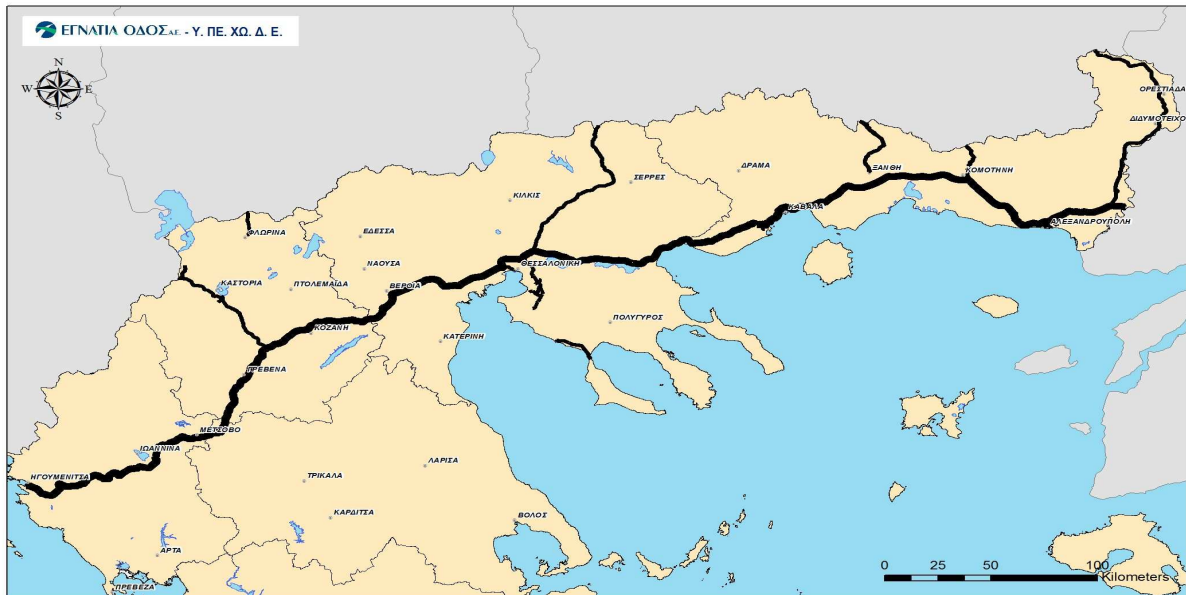 ΕΓΝΑΤΙΑ ΟΔΟΣ Α.Ε. - Υ. ΠΕ. ΧΩ. Δ. Ε.
N
W E
S
ΟΡΕΣΤΙΑΔΑ
ΔΙΔΥΜΟΤΕΙΧΟ
ΔΡΑΜΑ
ΞΑΝΘΗ
ΚΟΜΟΤΗΝΗ
ΣΕΡΡΕΣ
ΚΙΛΚΙΣ
ΚΑΒΑΛΑ
ΑΛΕΞΑΝΔΡΟΥΠΟΛΗ
ΦΛΩΡΙΝΑ
ΕΔΕΣΣΑ
ΝΑΟΥΣΑ
ΘΕΣΣΑΛΟΝΙΚΗ
ΚΑΣΤΟΡΙΑ
ΠΤΟΛΕΜΑΪΔΑ
ΒΕΡΟΙΑ
ΚΟΖΑΝΗ
ΚΑΤΕΡΙΝΗ
ΠΟΛΥΓΥΡΟΣ
ΓΡΕΒΕΝΑ
ΜΕΤΣΟΒΟ
ΙΩΑΝΝΙΝΑ
ΗΓΟΥΜΕΝΙΤΣΑ
ΛΑΡΙΣΑ
ΤΡΙΚΑΛΑ
ΚΑΡΔΙΤΣΑ
ΒΟΛΟΣ
ΑΡΤΑ
ΠΡΕΒΕΖΑ
0 25 50 100
Kilometers